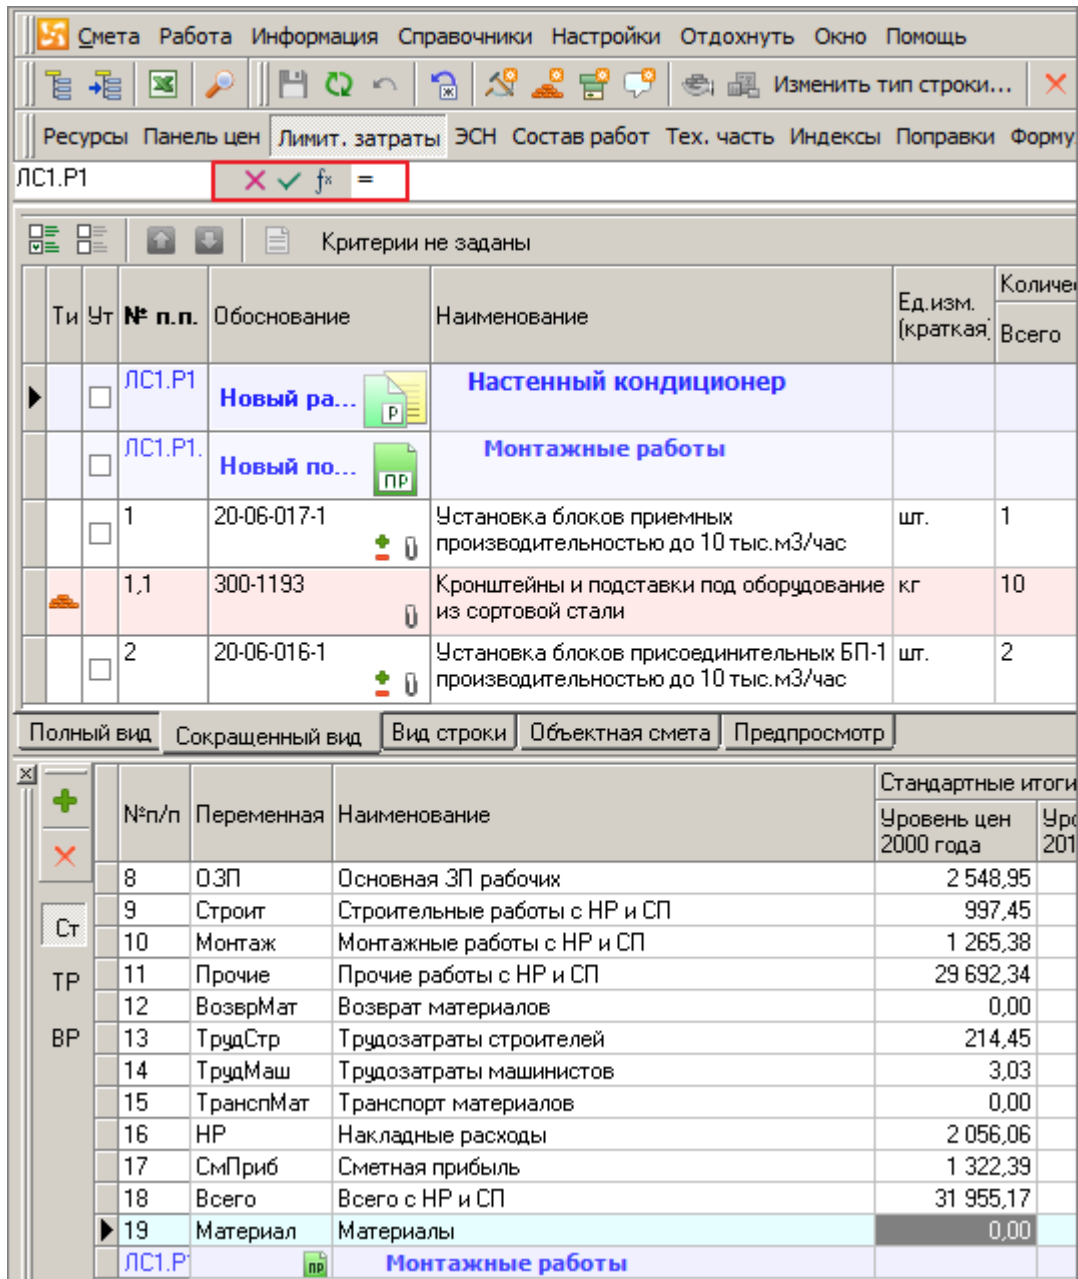 Смета Работа Информация Справочники Настройки Отдохнуть Окно Помощь
Изменить тип строки...
Ресурсы Панель цен Лимит. затраты ЭСН Состав работ Тех. часть Индексы Поправки Форму
ЛС1.Р1 fx =
Критерии не заданы
Ти Ут № п.п. Обоснование Наименование Ед.изм. (краткая) Количе
Всего
ЛС1.Р1 Новый ра... Р Настенный кондиционер
ЛС1.Р1. Новый по... ПР Монтажные работы
1 20-06-017-1 Установка блоков приемных шт. 1
производительностью до 10 тыс.м3/час
1,1 300-1193 Кронштейны и подставки под оборудование кг 10
из сортовой стали
2 20-06-016-1 Установка блоков присоединительных БП-1 шт. 2
производительностью до 10 тыс.м3/час
Полный вид Сокращенный вид Вид строки Объектная смета Предпросмотр
Стандартные итоги
№п/п Переменная Наименование Уровень цен Уро
2000 года 201
8 ОЗП Основная ЗП рабочих 2 548,95
9 Строит Строительные работы с НР и СП 997,45
Ст
10 Монтаж Монтажные работы с НР и СП 1 265,38
11 Прочие Прочие работы с НР и СП 29 692,34
ТР
12 ВозврМат Возврат материалов 0,00
ВР
13 ТрудСтр Трудозатраты строителей 214,45
14 ТрудМаш Трудозатраты машинистов 3,03
15 ТранспМат Транспорт материалов 0,00
16 НР Накладные расходы 2 056,06
17 СмПриб Сметная прибыль 1 322,39
18 Всего Всего с НР и СП 31 955,17
19 Материал Материалы 0,00
ЛС1.Р ПР Монтажные работы